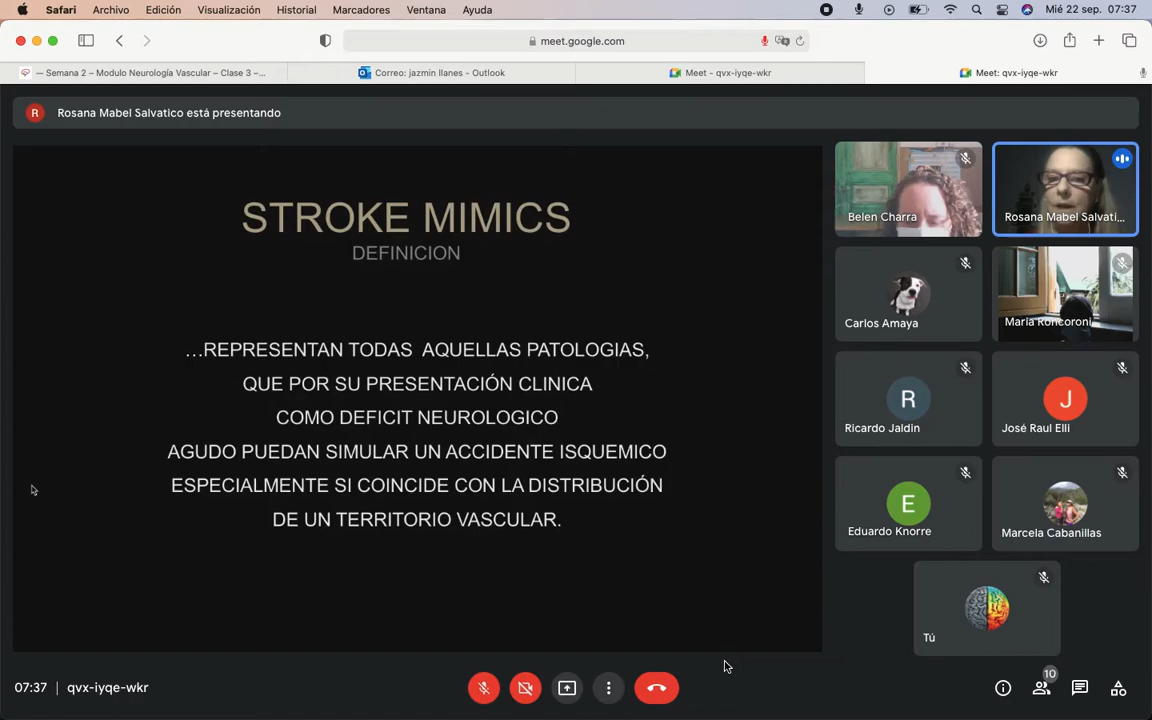 Safari Archivo Edición Visualización Historial Marcadores Ventana Ayuda Mié 22 sep. 07:37
meet.google.com
— Semana 2 – Modulo Neurología Vascular – Clase 3 –... Correo: jazmin llanes - Outlook Meet - qvx-iyqe-wkr Meet: qvx-iyqe-wkr
R Rosana Mabel Salvatico está presentando
STROKE MIMICS
DEFINICION
...REPRESENTAN TODAS AQUELLAS PATOLOGIAS,
QUE POR SU PRESENTACIÓN CLINICA
COMO DEFICIT NEUROLOGICO
AGUDO PUEDAN SIMULAR UN ACCIDENTE ISQUEMICO
ESPECIALMENTE SI COINCIDE CON LA DISTRIBUCIÓN
DE UN TERRITORIO VASCULAR.
Belen Charra
Rosana Mabel Salvati...
Carlos Amaya
Maria Roncoroni
R
Ricardo Jaldin
J
José Raul Elli
E
Eduardo Knorre
Marcela Cabanillas
Tú
07:37 | qvx-iyqe-wkr
10